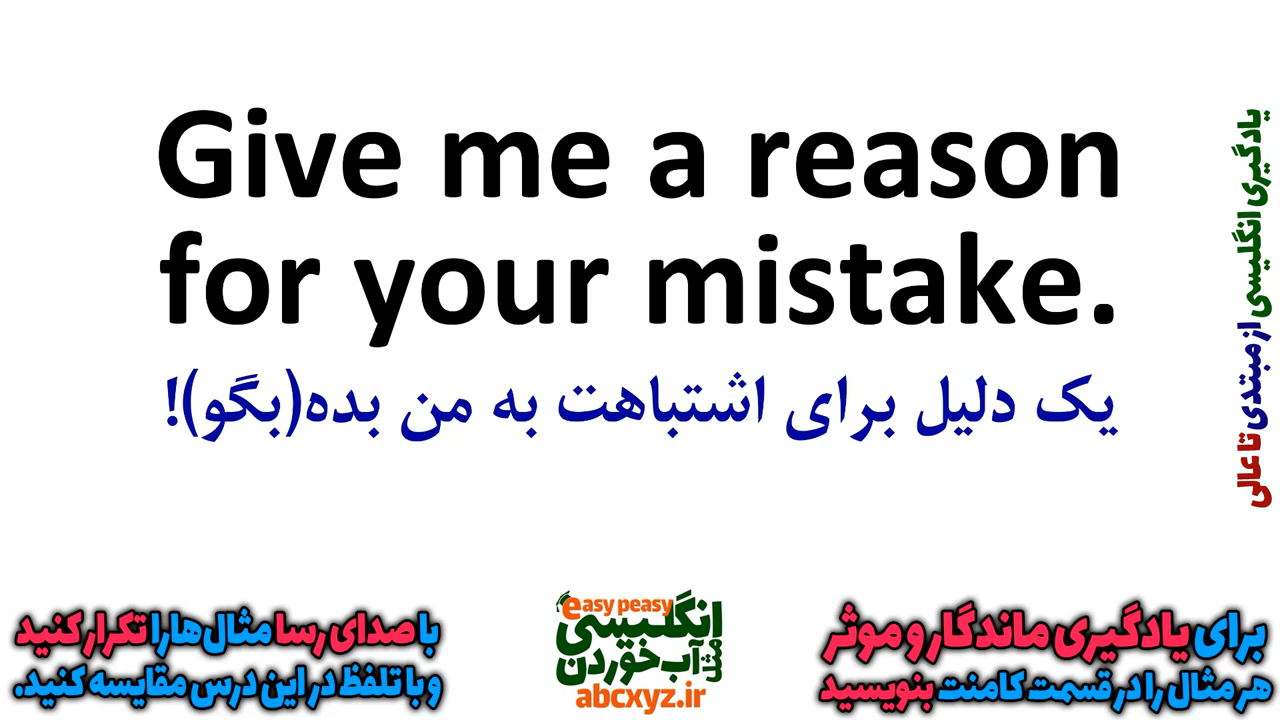 Give me a reason
for your mistake.
یک دلیل برای اشتباهت به من بده(بگو)!
یادگیری انگلیسی از مبتدی تا عالی
با صدای رسا مثال‌ها را تکرار کنید
و با تلفظ در این درس مقایسه کنید.
easy peasy
انگلیسی
مثل آب خوردن
abcxyz.ir
برای یادگیری ماندگار و موثر
هر مثال را در قسمت کامنت بنویسید